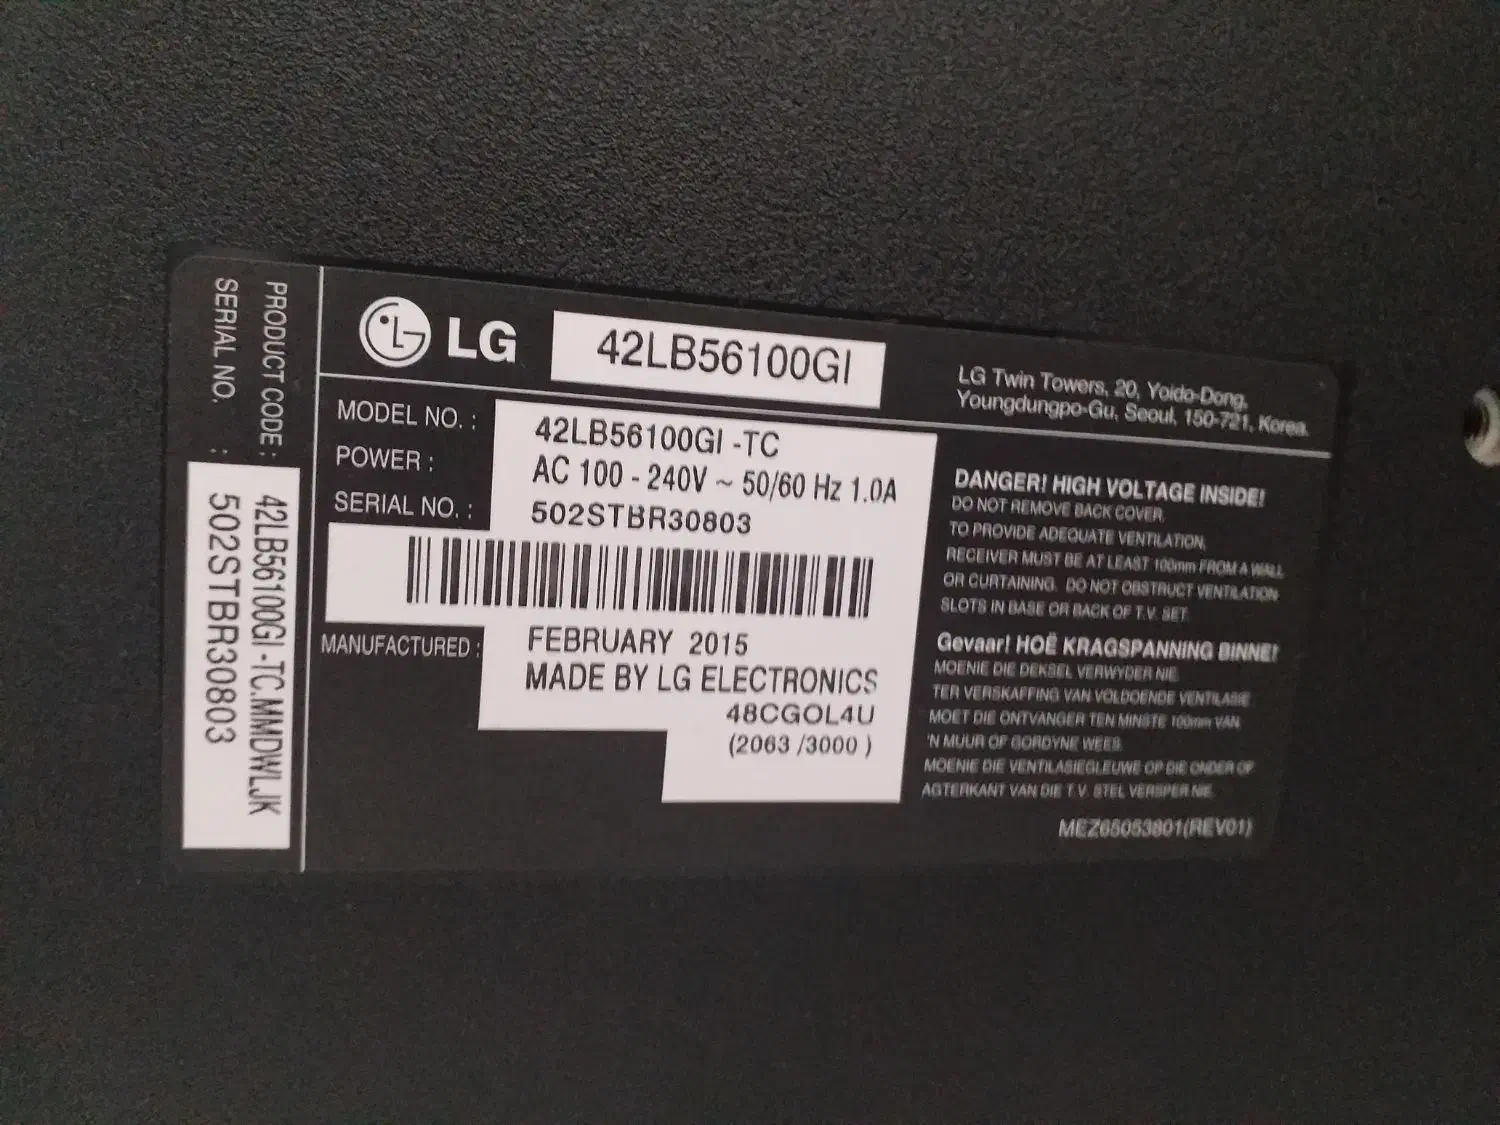 LG
42LB56100GI
LG Twin Towers, 20, Yoido-Dong,
Youngdungpo-Gu, Seoul, 150-721, Korea.
MODEL NO. : 42LB56100GI -TC
POWER : AC 100 - 240V ~ 50/60 Hz 1.0A
SERIAL NO. : 502STBR30803
MANUFACTURED : FEBRUARY 2015
MADE BY LG ELECTRONICS
48CGOL4U
(2063 /3000 )
DANGER! HIGH VOLTAGE INSIDE!
DO NOT REMOVE BACK COVER.
TO PROVIDE ADEQUATE VENTILATION,
RECEIVER MUST BE AT LEAST 100mm FROM A WALL
OR CURTAINING. DO NOT OBSTRUCT VENTILATION
SLOTS IN BASE OR BACK OF T.V. SET.
Gevaar! HOË KRAGSPANNING BINNE!
MOENIE DIE DEKSEL VERWYDER NIE.
TER VERSKAFFING VAN VOLDOENDE VENTILASIE
MOET DIE ONTVANGER TEN MINSTE 100mm VAN
'N MUUR OF GORDYNE WEES.
MOENIE DIE VENTILASIEGLEUWE OP DIE ONDER OF
AGTERKANT VAN DIE T.V. STEL VERSPER NIE.
MEZ65053801(REV01)
PRODUCT CODE : 42LB56100GI -TC.MMDWLJK
SERIAL NO. : 502STBR30803